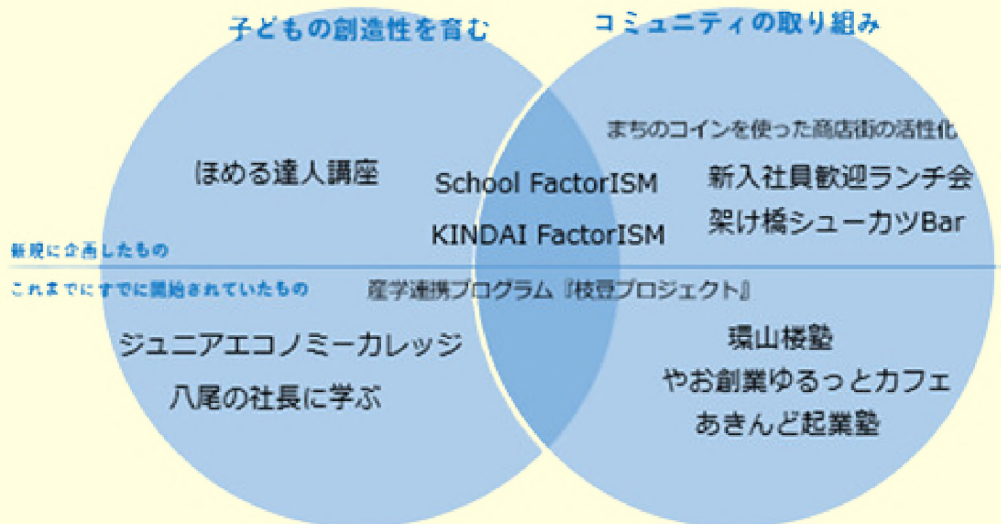 子どもの創造性を育む
コミュニティの取り組み
まちのコインを使った商店街の活性化
ほめる達人講座
School FactorISM
新入社員歓迎ランチ会
KINDAI FactorISM
架け橋シューカツBar
新規に企画したもの
これまでにすでに開始されていたもの
産学連携プログラム『枝豆プロジェクト』
ジュニアエコノミーカレッジ
環山楼塾
八尾の社長に学ぶ
やお創業ゆるっとカフェ
あきんど起業塾